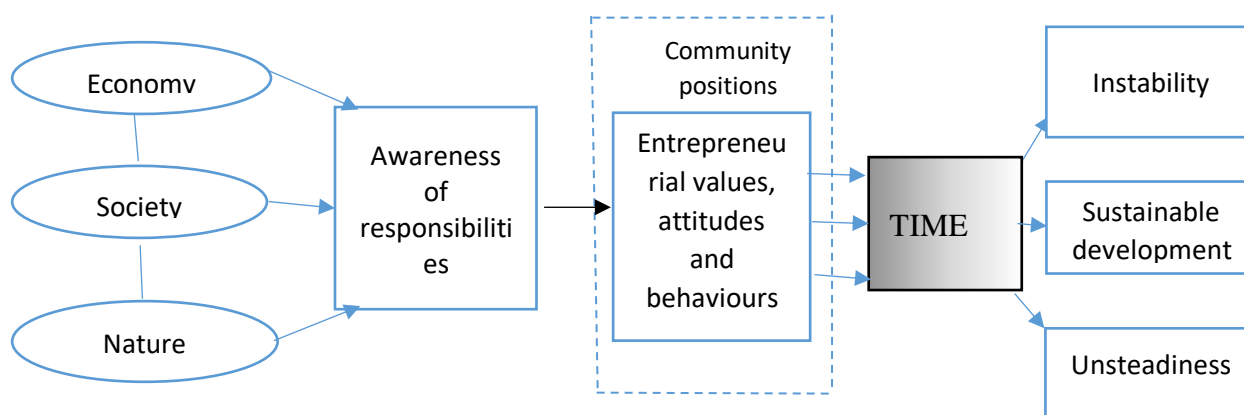 Economy
Society
Nature
Awareness
of
responsibiliti
es
Community
positions
Entrepreneu
rial values,
attitudes
and
behaviours
TIME
Instability
Sustainable
development
Unsteadiness